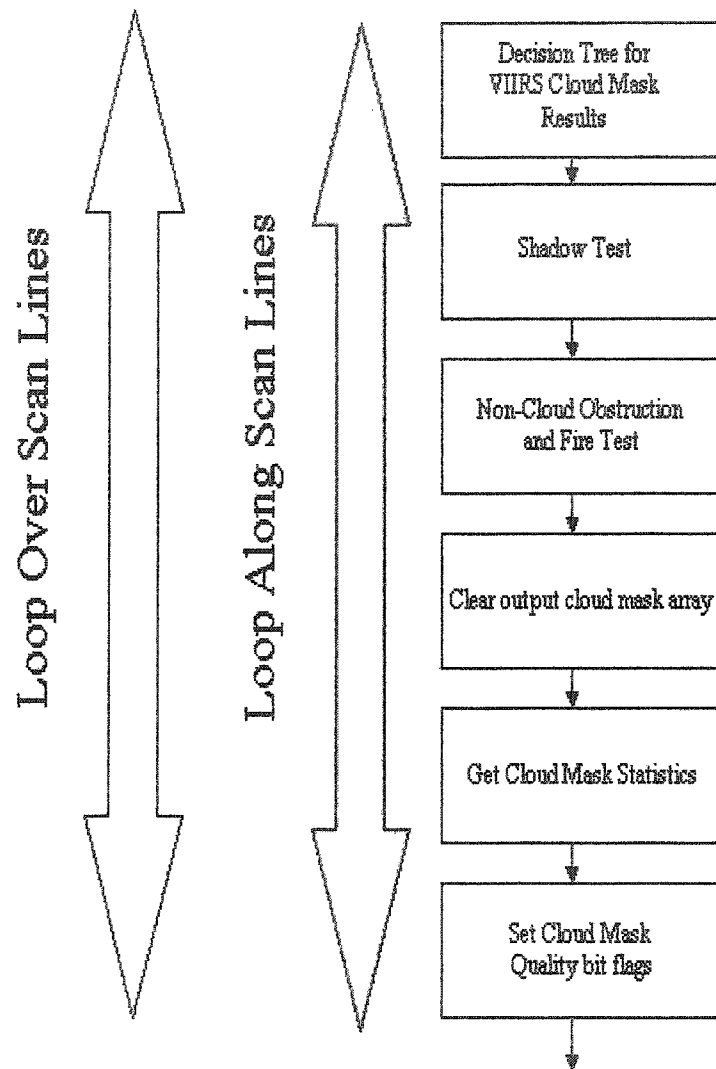 Loop Over Scan Lines
Loop Along Scan Lines
Decision Tree for
VIIRS Cloud Mask
Results
Shadow Test
Non-Cloud Obstruction
and Fire Test
Clear output cloud mask array
Get Cloud Mask Statistics
Set Cloud Mask
Quality bit flags